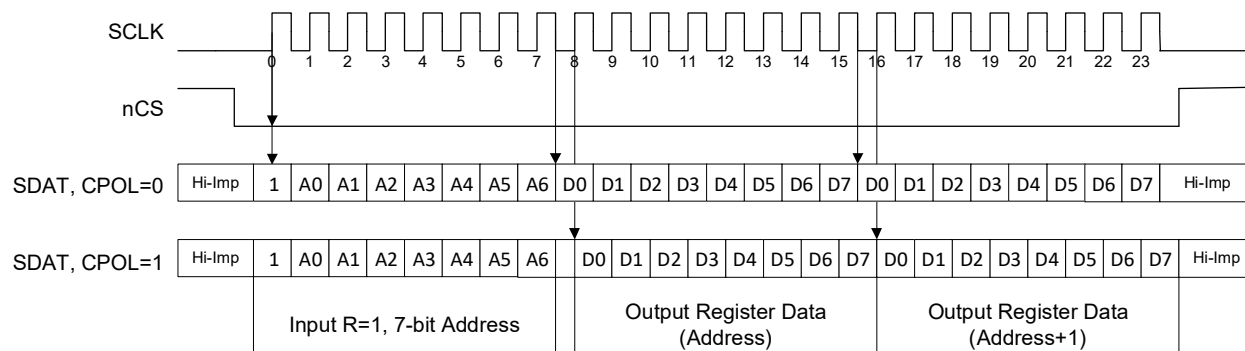 SCLK
0 1 2 3 4 5 6 7 8 9 10 11 12 13 14 15 16 17 18 19 20 21 22 23
nCS
SDAT, CPOL=0 Hi-Imp 1 A0 A1 A2 A3 A4 A5 A6 D0 D1 D2 D3 D4 D5 D6 D7 D0 D1 D2 D3 D4 D5 D6 D7 Hi-Imp
SDAT, CPOL=1 Hi-Imp 1 A0 A1 A2 A3 A4 A5 A6 D0 D1 D2 D3 D4 D5 D6 D7 D0 D1 D2 D3 D4 D5 D6 D7 Hi-Imp
Input R=1, 7-bit Address
Output Register Data
(Address)
Output Register Data
(Address+1)